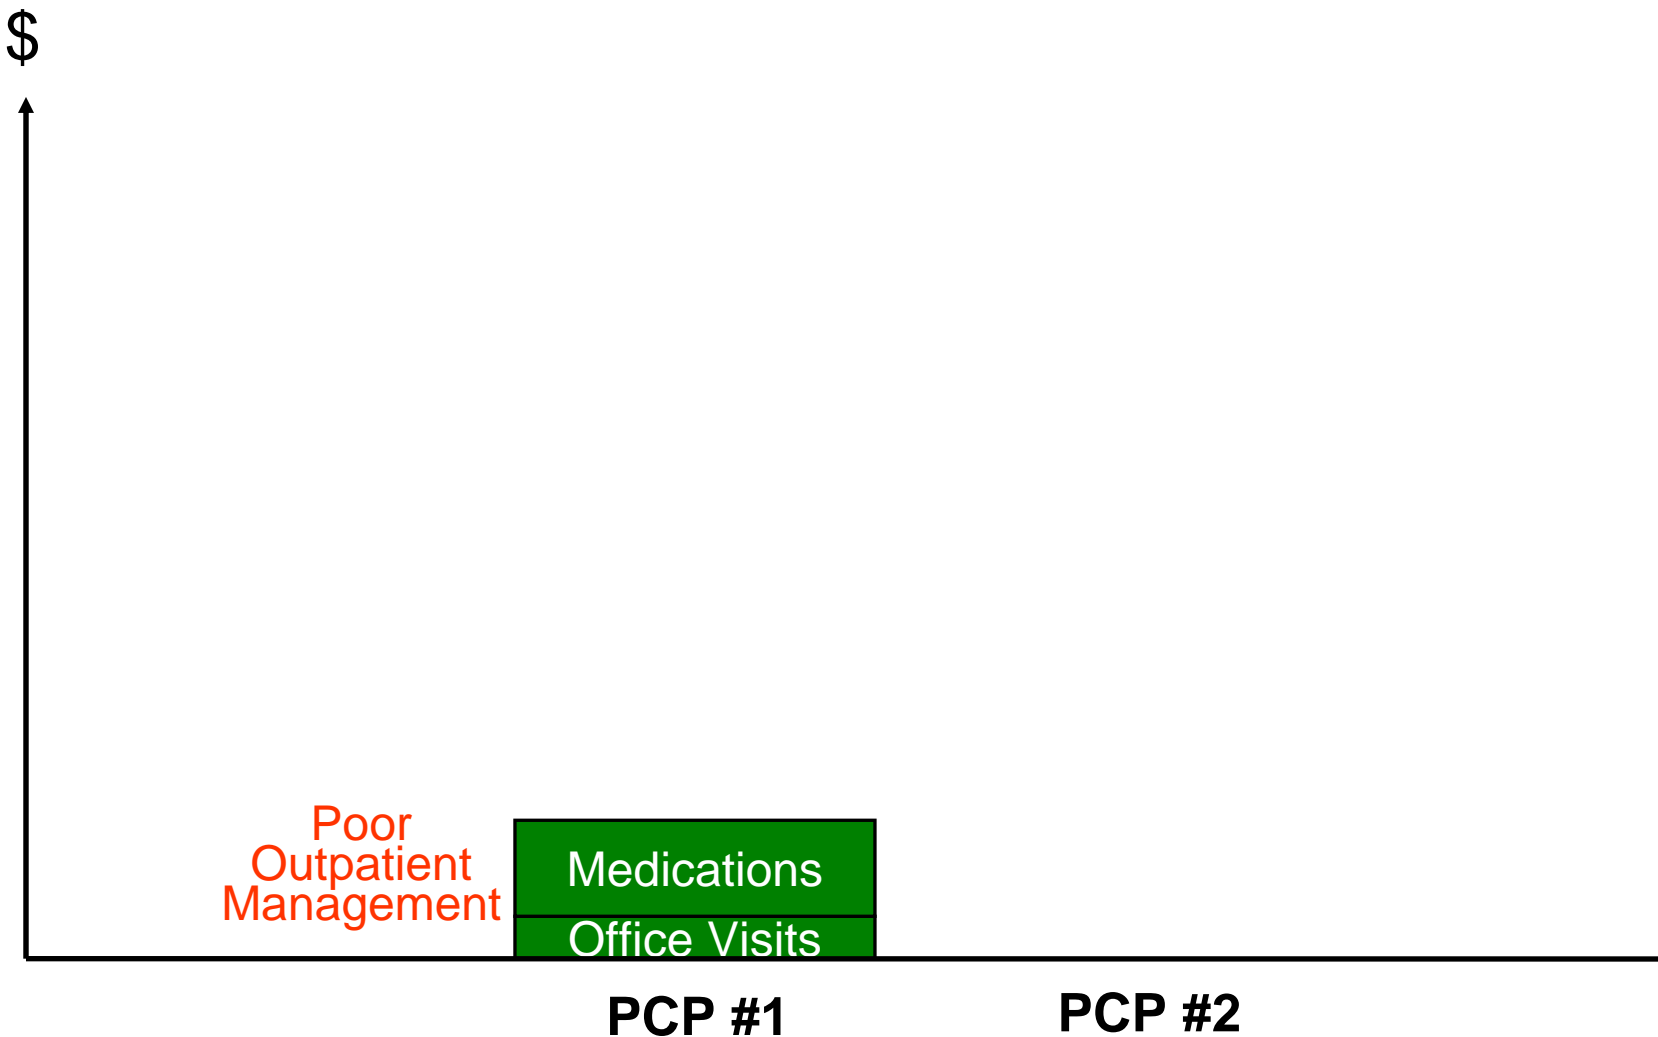 $
Poor
Outpatient
Management
Medications
Office Visits
PCP #1
PCP #2